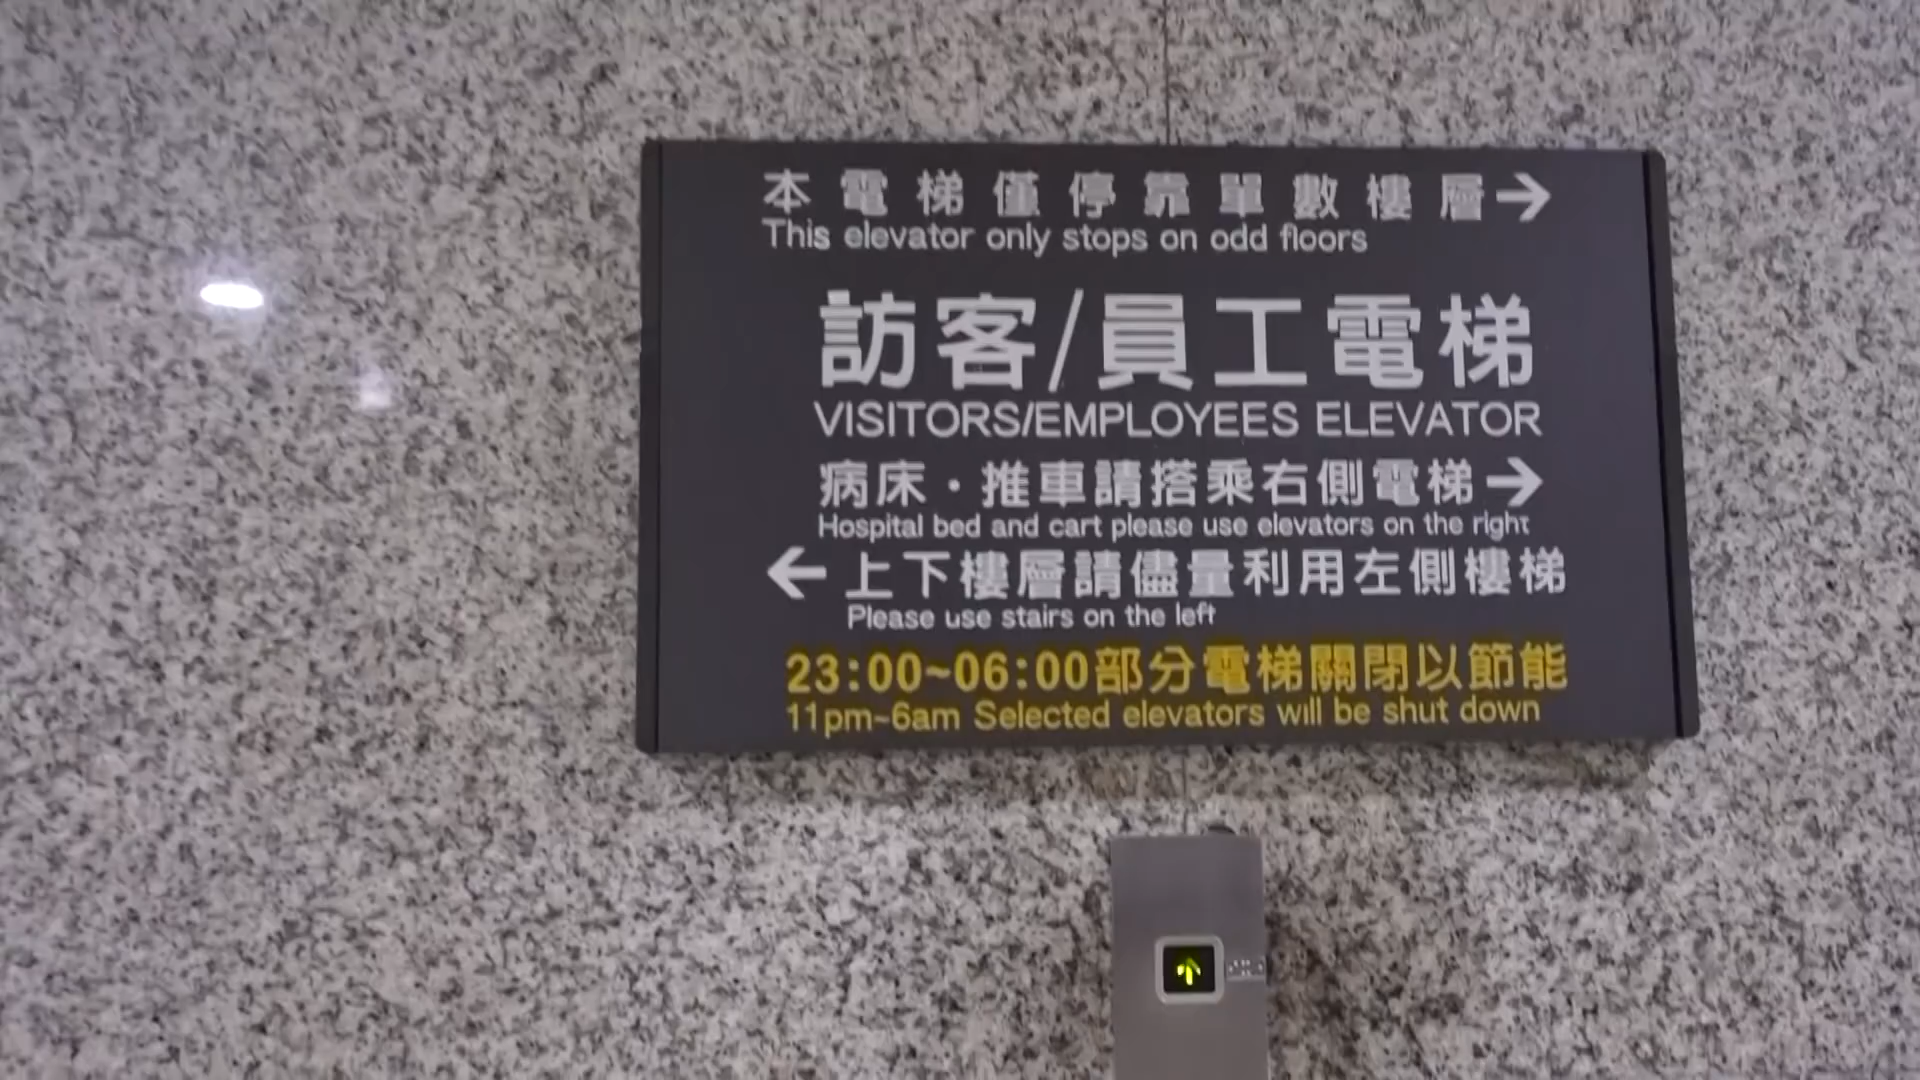 本電梯僅停靠單數樓層→
This elevator only stops on odd floors
訪客/員工電梯
VISITORS/EMPLOYEES ELEVATOR
病床・推車請搭乘右側電梯→
Hospital bed and cart please use elevators on the right
←上下樓層請儘量利用左側樓梯
Please use stairs on the left
23:00~06:00部分電梯關閉以節能
11pm~6am Selected elevators will be shut down